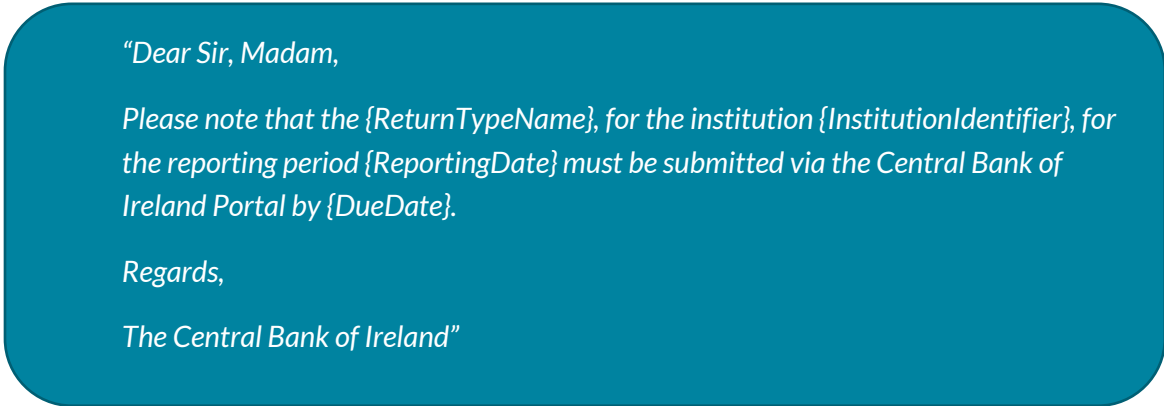 “Dear Sir, Madam,
Please note that the {ReturnTypeName}, for the institution {InstitutionIdentifier}, for
the reporting period {ReportingDate} must be submitted via the Central Bank of
Ireland Portal by {DueDate}.
Regards,
The Central Bank of Ireland”